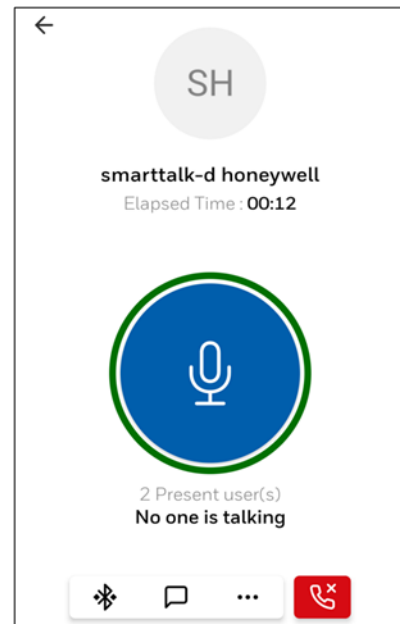 SH
smarttalk-d honeywell
Elapsed Time : 00:12
2 Present user(s)
No one is talking